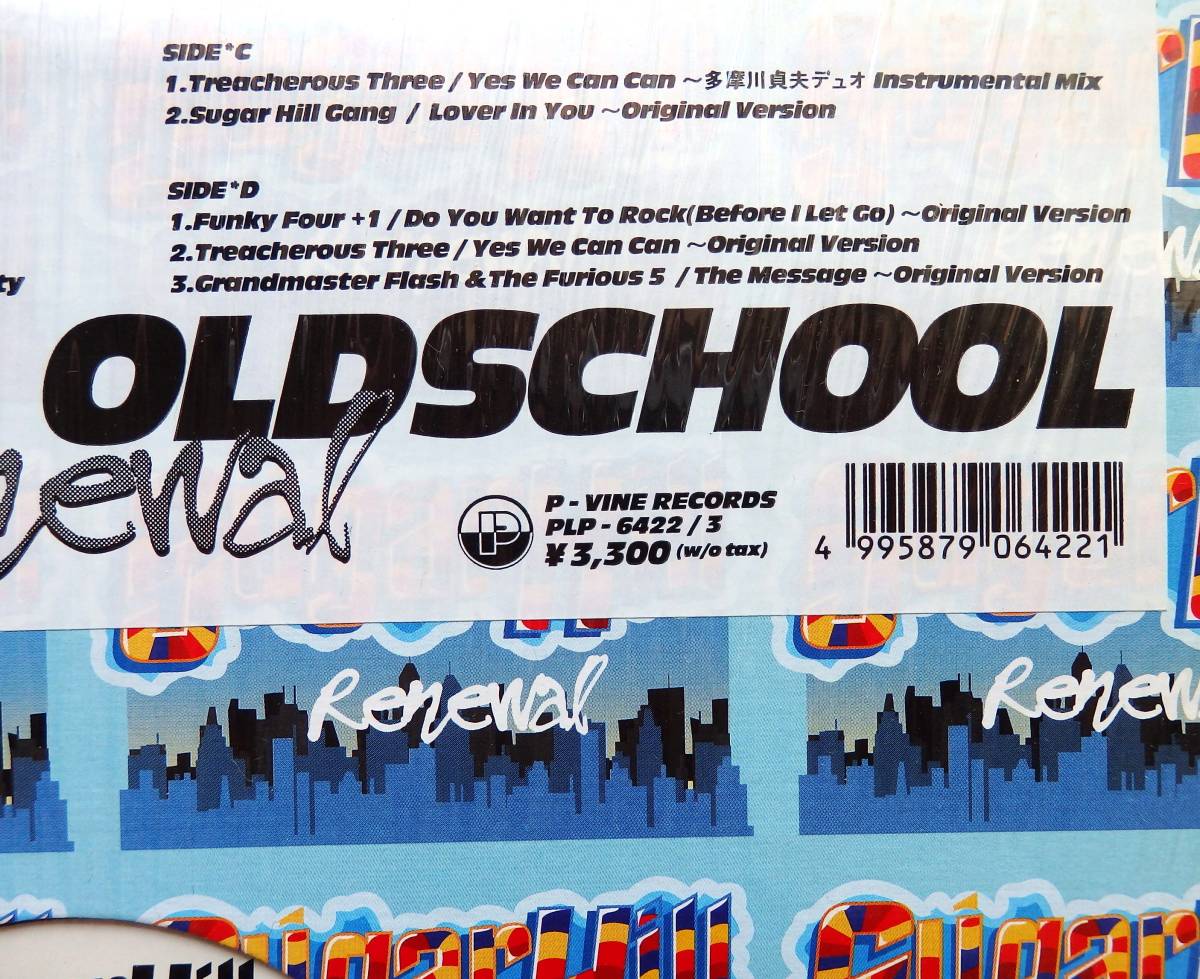 SIDE*C
1.Treacherous Three / Yes We Can Can ~多摩川貞夫デュオ Instrumental Mix
2.Sugar Hill Gang / Lover In You ~Original Version
SIDE*D
1.Funky Four +1 / Do You Want To Rock(Before I Let Go) ~Original Version
2.Treacherous Three / Yes We Can Can ~Original Version
3.Grandmaster Flash & The Furious 5 / The Message ~Original Version
ty
OLDSCHOOL
enewal
P - VINE RECORDS
PLP - 6422 / 3
¥ 3,300 (w/o tax)
4 995879 064221
Renewal
Renewal
SugarHill
Sugar
Hill